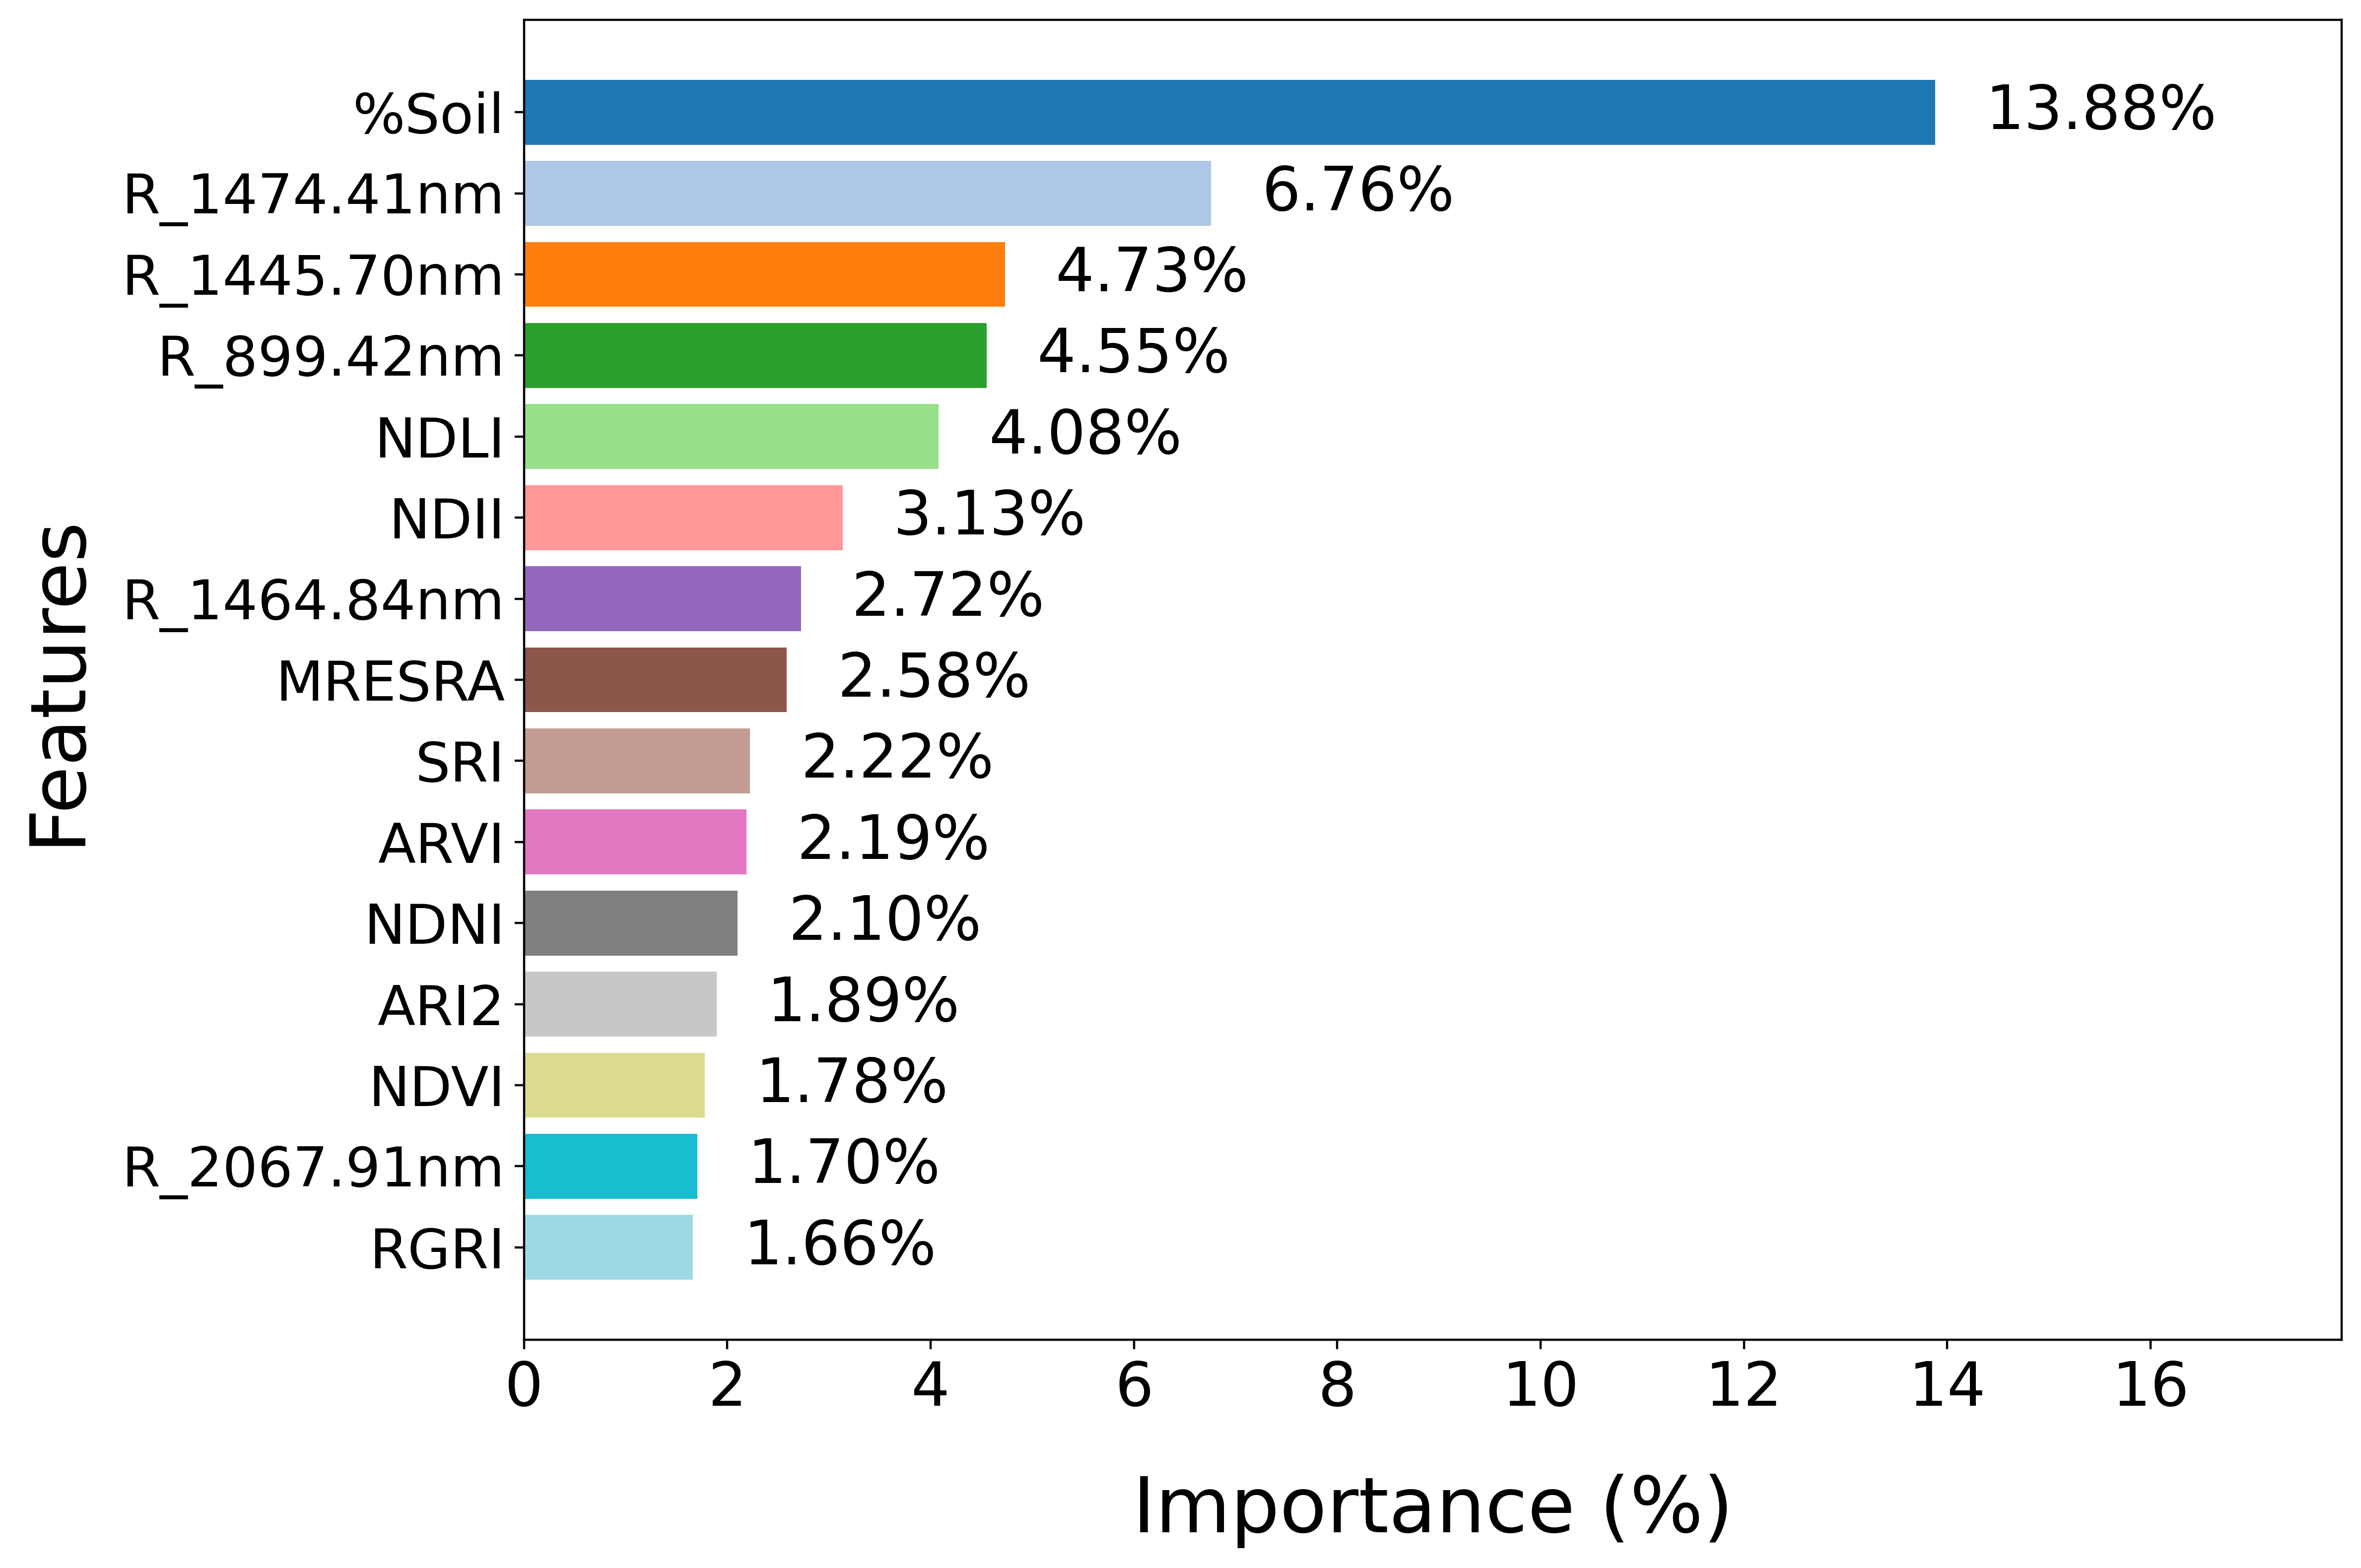 Features
%Soil 13.88%
R_1474.41nm 6.76%
R_1445.70nm 4.73%
R_899.42nm 4.55%
NDLI 4.08%
NDII 3.13%
R_1464.84nm 2.72%
MRESRA 2.58%
SRI 2.22%
ARVI 2.19%
NDNI 2.10%
ARI2 1.89%
NDVI 1.78%
R_2067.91nm 1.70%
RGRI 1.66%
0 2 4 6 8 10 12 14 16
Importance (%)